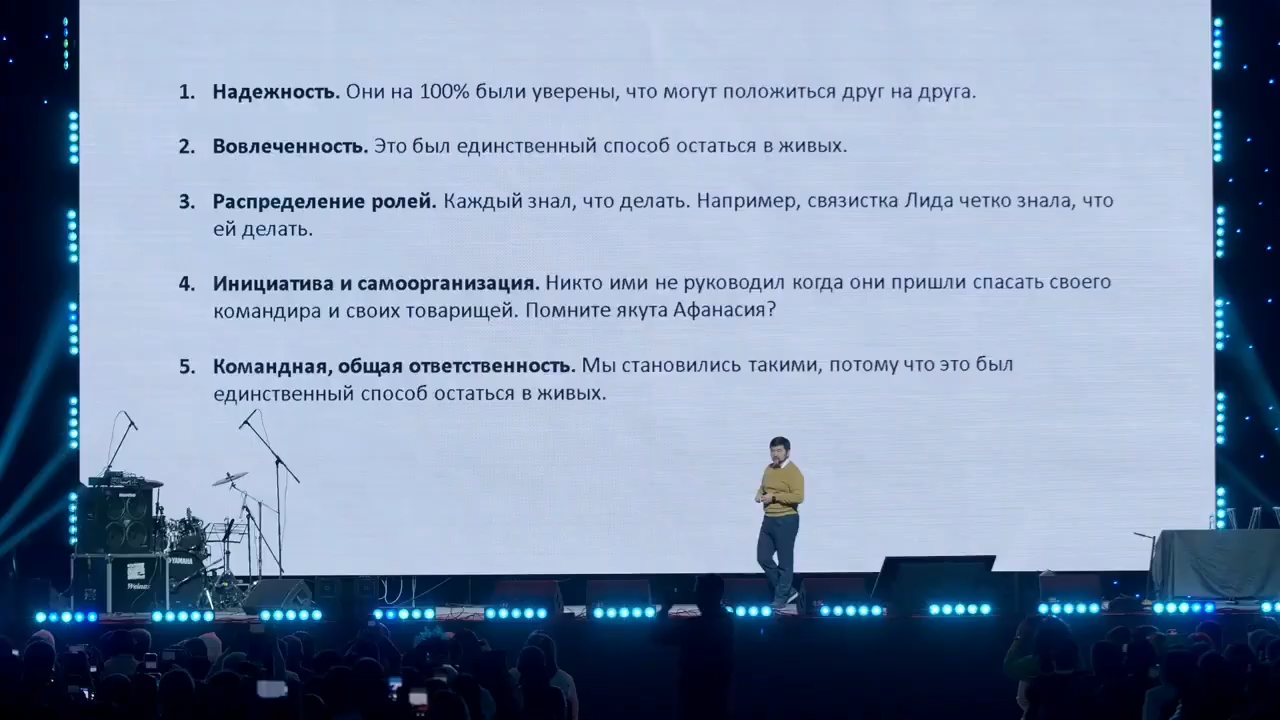 1. Надежность. Они на 100% были уверены, что могут положиться друг на друга.
2. Вовлеченность. Это был единственный способ остаться в живых.
3. Распределение ролей. Каждый знал, что делать. Например, связистка Лида четко знала, что
ей делать.
4. Инициатива и самоорганизация. Никто ими не руководил когда они пришли спасать своего
командира и своих товарищей. Помните якута Афанасия?
5. Командная, общая ответственность. Мы становились такими, потому что это был
единственный способ остаться в живых.
YAMAHA